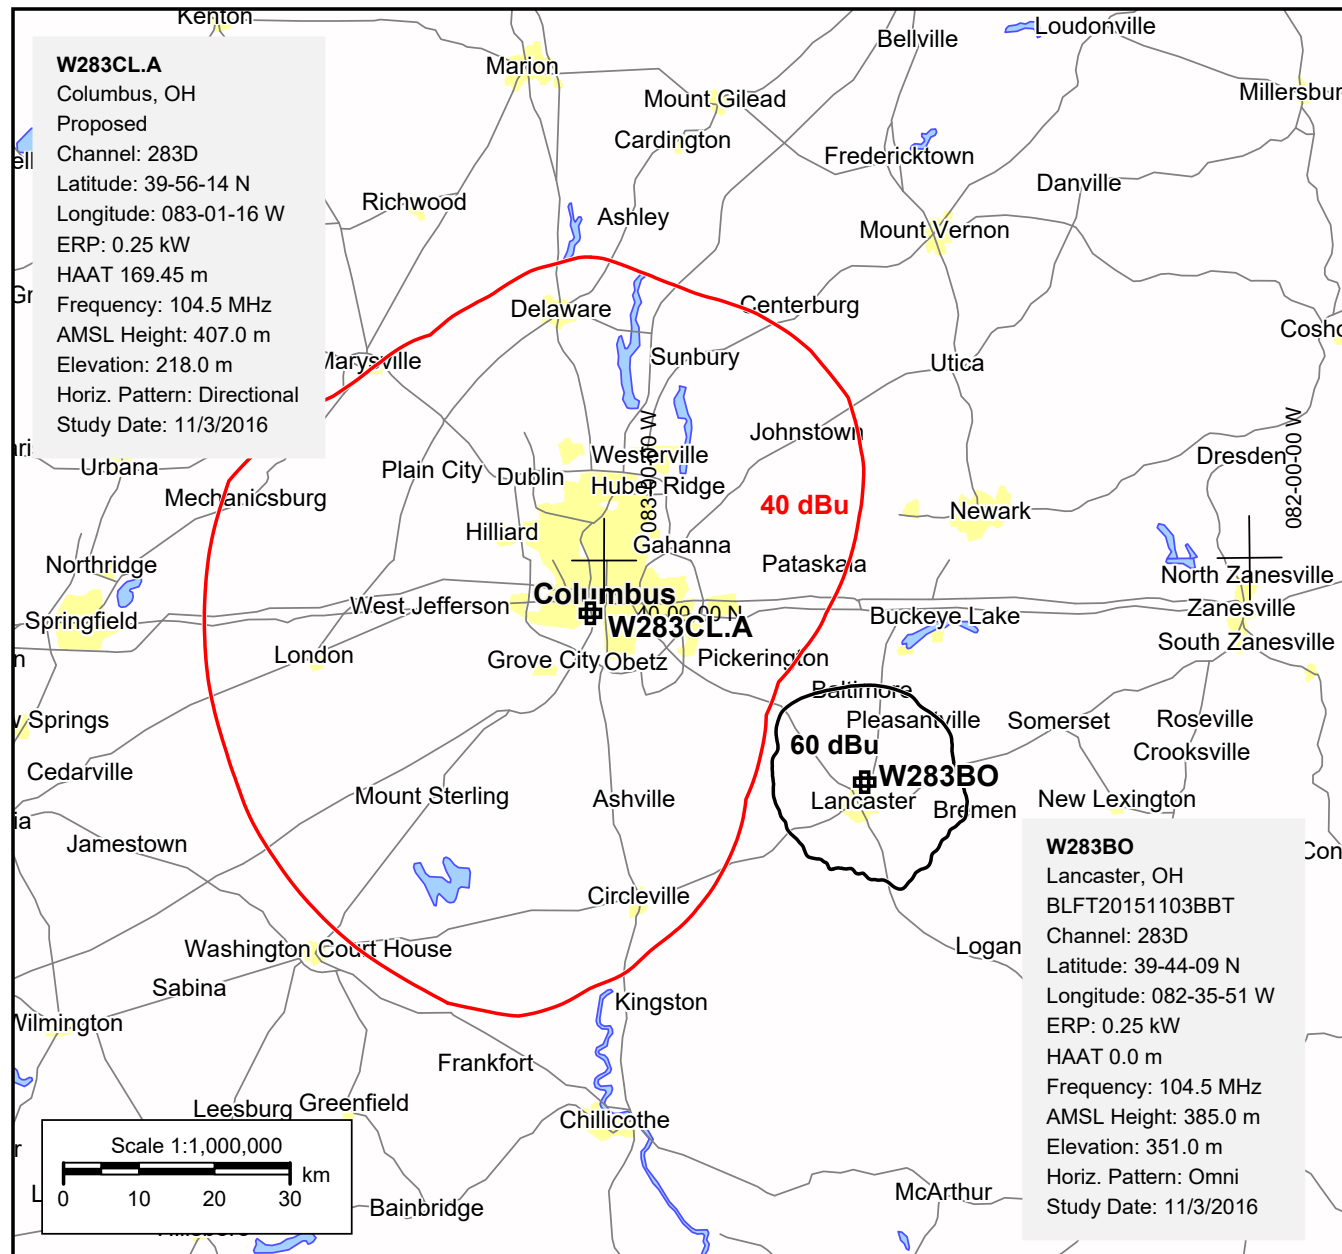 Kenton
Loudonville
Bellville
W283CL.A
Columbus, OH
Proposed
Channel: 283D
Latitude: 39-56-14 N
Longitude: 083-01-16 W
ERP: 0.25 kW
HAAT 169.45 m
Frequency: 104.5 MHz
AMSL Height: 407.0 m
Elevation: 218.0 m
Horiz. Pattern: Directional
Study Date: 11/3/2016
Marion
Mount Gilead
Millersbur
Cardington
Fredericktown
Danville
Richwood
Ashley
Mount Vernon
Delaware
Centerburg
Cosho
Marysville
Sunbury
Utica
Johnstown
083-00-00 W
082-00-00 W
Urbana
Plain City
Dublin
Westerville
Dresden
Mechanicsburg
Huber Ridge
40 dBu
Newark
Hilliard
Gahanna
Northridge
Pataskala
North Zanesville
Columbus
West Jefferson
40-00-00 N
Zanesville
Springfield
W283CL.A
Buckeye Lake
South Zanesville
London
Grove City
Obetz
Pickerington
Baltimore
w Springs
Pleasantville
Somerset
Roseville
60 dBu
Crooksville
Cedarville
W283BO
Mount Sterling
Ashville
Lancaster
Bremen
New Lexington
ia
Jamestown
W283BO
Lancaster, OH
BLFT20151103BBT
Channel: 283D
Latitude: 39-44-09 N
Longitude: 082-35-51 W
ERP: 0.25 kW
HAAT 0.0 m
Frequency: 104.5 MHz
AMSL Height: 385.0 m
Elevation: 351.0 m
Horiz. Pattern: Omni
Study Date: 11/3/2016
Con
Circleville
Washington Court House
Logan
Sabina
Kingston
Wilmington
Frankfort
Leesburg
Greenfield
Chillicothe
Scale 1:1,000,000
km
0 10 20 30
McArthur
Bainbridge